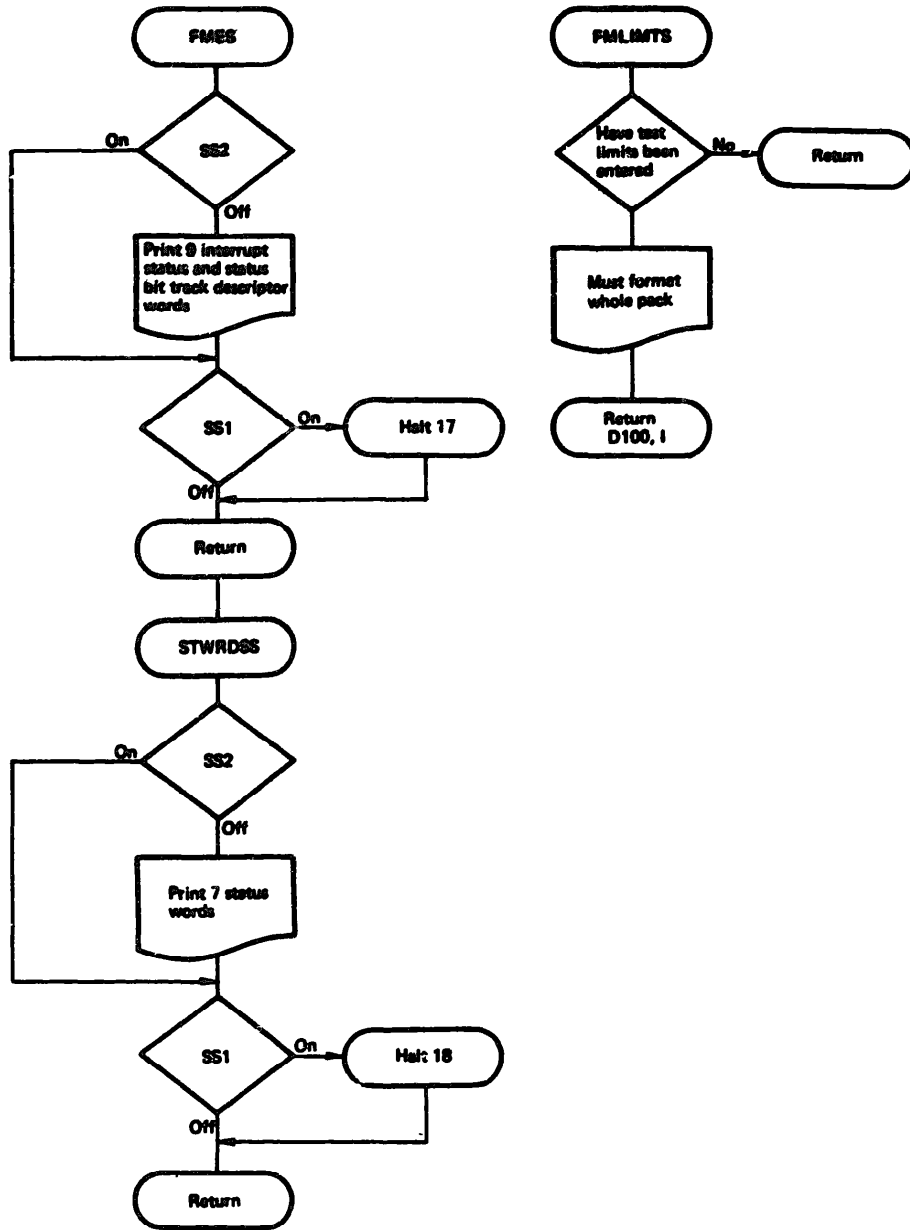 FMES
On
SS2
Off
Print 9 interrupt
status and status
bit track descriptor
words
SS1
On
Halt 17
Off
Return
STWRDSS
On
SS2
Off
Print 7 status
words
SS1
On
Halt 18
Off
Return
FMLIMTS
Have test
limits been
entered
No
Return
Must format
whole pack
Return
D100, I